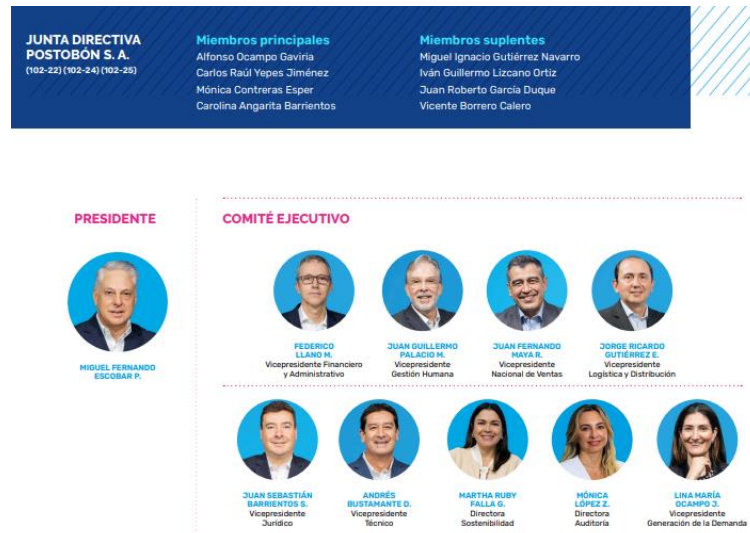 JUNTA DIRECTIVA
POSTOBÓN S. A.
(102-22) (102-24) (102-25)
Miembros principales
Alfonso Ocampo Gaviria
Carlos Raúl Yepes Jiménez
Mónica Contreras Esper
Carolina Angarita Barrientos
Miembros suplentes
Miguel Ignacio Gutiérrez Navarro
Iván Guillermo Lizcano Ortiz
Juan Roberto García Duque
Vicente Borrero Calero
PRESIDENTE
MIGUEL FERNANDO
ESCOBAR P.
COMITÉ EJECUTIVO
FEDERICO
LLANO M.
Vicepresidente Financiero
y Administrativo
JUAN GUILLERMO
PALACIO M.
Vicepresidente
Gestión Humana
JUAN FERNANDO
MAYA R.
Vicepresidente
Nacional de Ventas
JORGE RICARDO
GUTIÉRREZ E.
Vicepresidente
Logística y Distribución
JUAN SEBASTIÁN
BARRIENTOS S.
Vicepresidente
Jurídico
ANDRÉS
BUSTAMANTE D.
Vicepresidente
Técnico
MARTHA RUBY
FALLA G.
Directora
Sostenibilidad
MÓNICA
LÓPEZ Z.
Directora
Auditoría
LINA MARÍA
OCAMPO J.
Vicepresidente
Generación de la Demanda